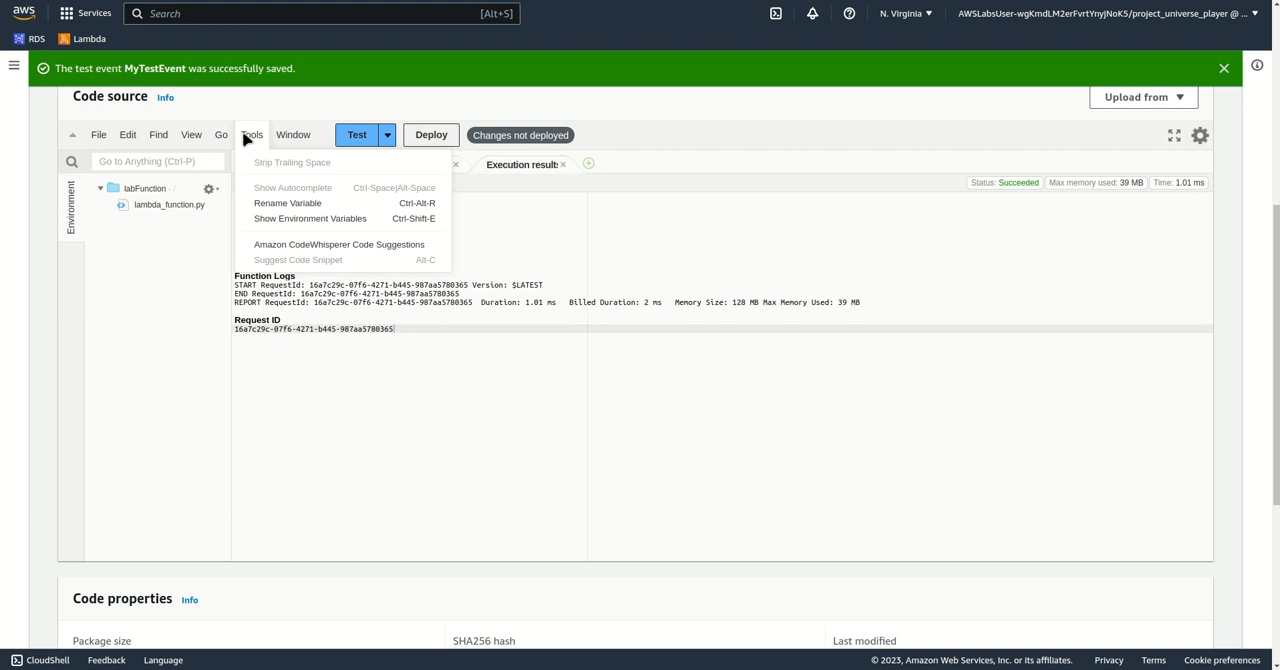 aws
Services
Search
[Alt+S]
N. Virginia
AWSLabsUser-wgKmdLM2erFvrtYnyjNoK5/project_universe_player @ ...
RDS
Lambda
The test event MyTestEvent was successfully saved.
Code source Info
Upload from
File Edit Find View Go Tools Window Test Deploy Changes not deployed
Go to Anything (Ctrl-P)
Strip Trailing Space
Execution results
Status: Succeeded Max memory used: 39 MB Time: 1.01 ms
Environment
labFunction - /
lambda_function.py
Show Autocomplete Ctrl-Space|Alt-Space
Rename Variable Ctrl-Alt-R
Show Environment Variables Ctrl-Shift-E
Amazon CodeWhisperer Code Suggestions
Suggest Code Snippet Alt-C
Function Logs
START RequestId: 16a7c29c-07f6-4271-b445-987aa5780365 Version: $LATEST
END RequestId: 16a7c29c-07f6-4271-b445-987aa5780365
REPORT RequestId: 16a7c29c-07f6-4271-b445-987aa5780365 Duration: 1.01 ms Billed Duration: 2 ms Memory Size: 128 MB Max Memory Used: 39 MB
Request ID
16a7c29c-07f6-4271-b445-987aa5780365
Code properties Info
Package size
SHA256 hash
Last modified
CloudShell Feedback Language
© 2023, Amazon Web Services, Inc. or its affiliates. Privacy Terms Cookie preferences